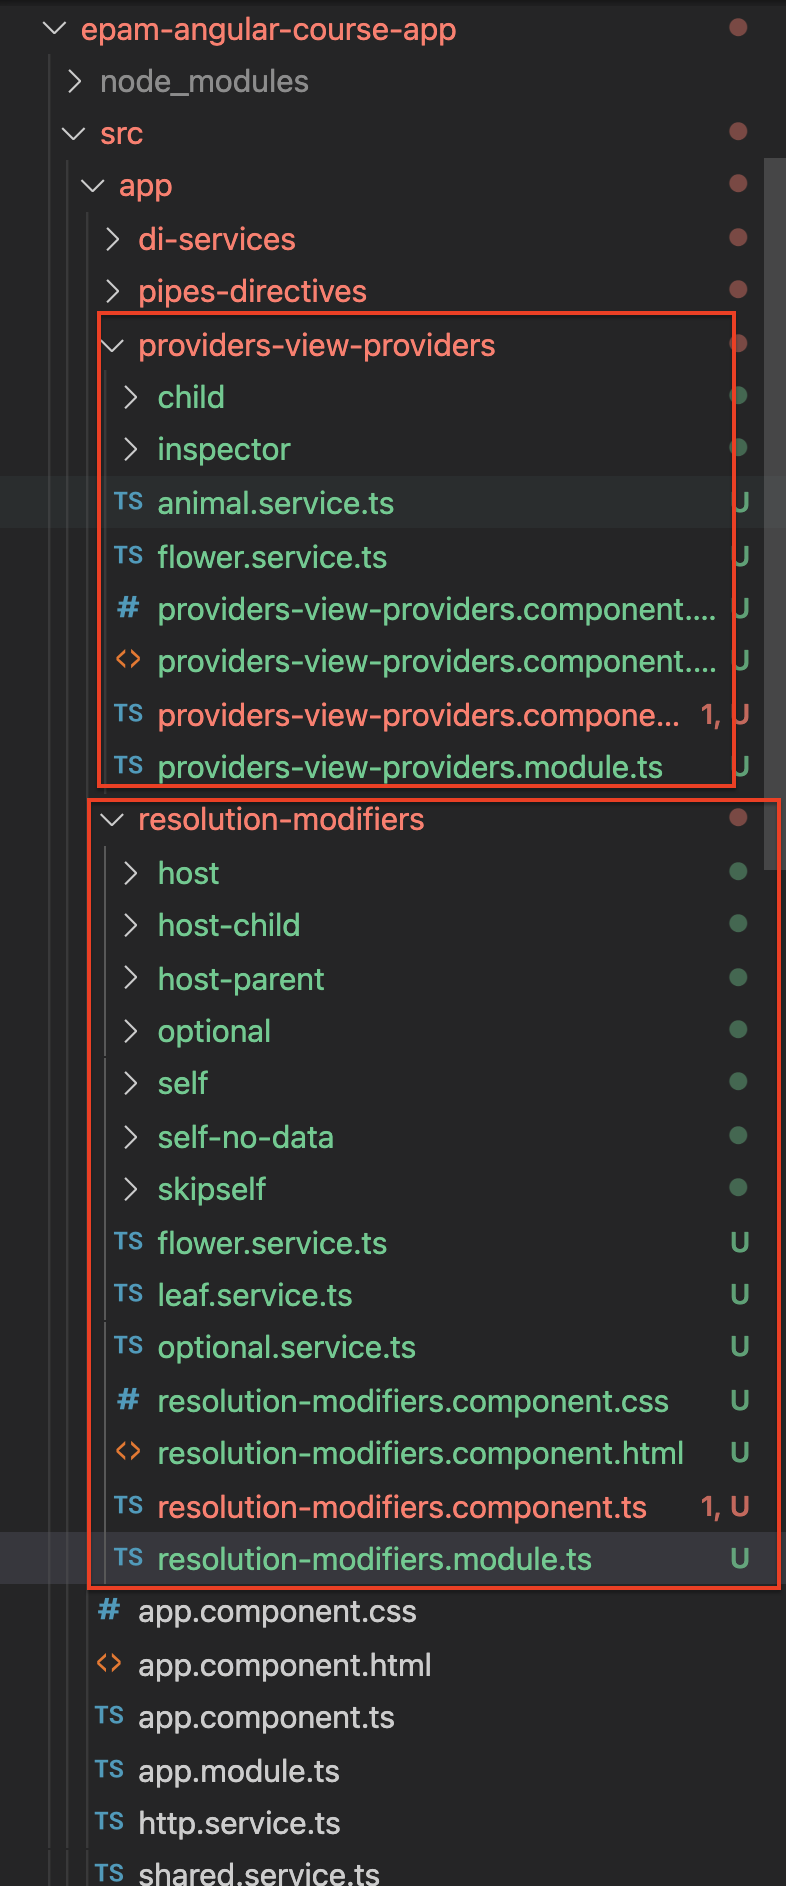 epam-angular-course-app
node_modules
src
app
di-services
pipes-directives
providers-view-providers
child
inspector
TS animal.service.ts U
TS flower.service.ts U
# providers-view-providers.component.... U
<> providers-view-providers.component.... U
TS providers-view-providers.compone... 1, U
TS providers-view-providers.module.ts U
resolution-modifiers
host
host-child
host-parent
optional
self
self-no-data
skipself
TS flower.service.ts U
TS leaf.service.ts U
TS optional.service.ts U
# resolution-modifiers.component.css U
<> resolution-modifiers.component.html U
TS resolution-modifiers.component.ts 1, U
TS resolution-modifiers.module.ts U
# app.component.css
<> app.component.html
TS app.component.ts
TS app.module.ts
TS http.service.ts
TS shared.service.ts